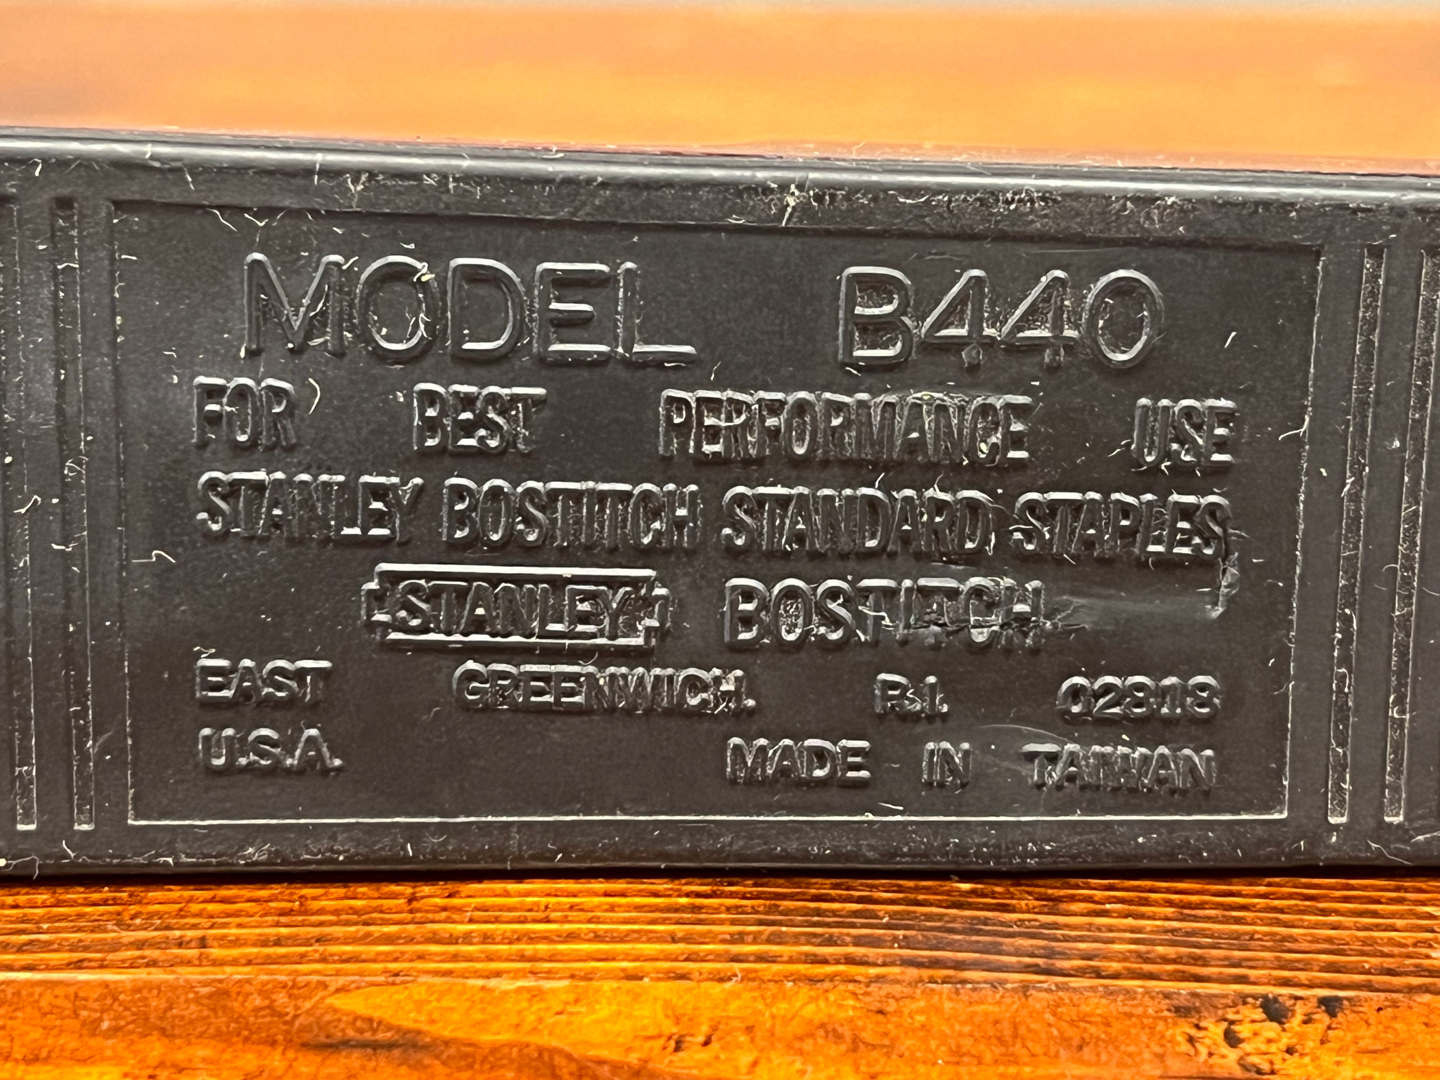 MODEL B440
FOR BEST PERFORMANCE USE
STANLEY BOSTITCH STANDARD STAPLES
STANLEY BOSTITCH
EAST GREENWICH. R.I. 02818
U.S.A. MADE IN TAIWAN